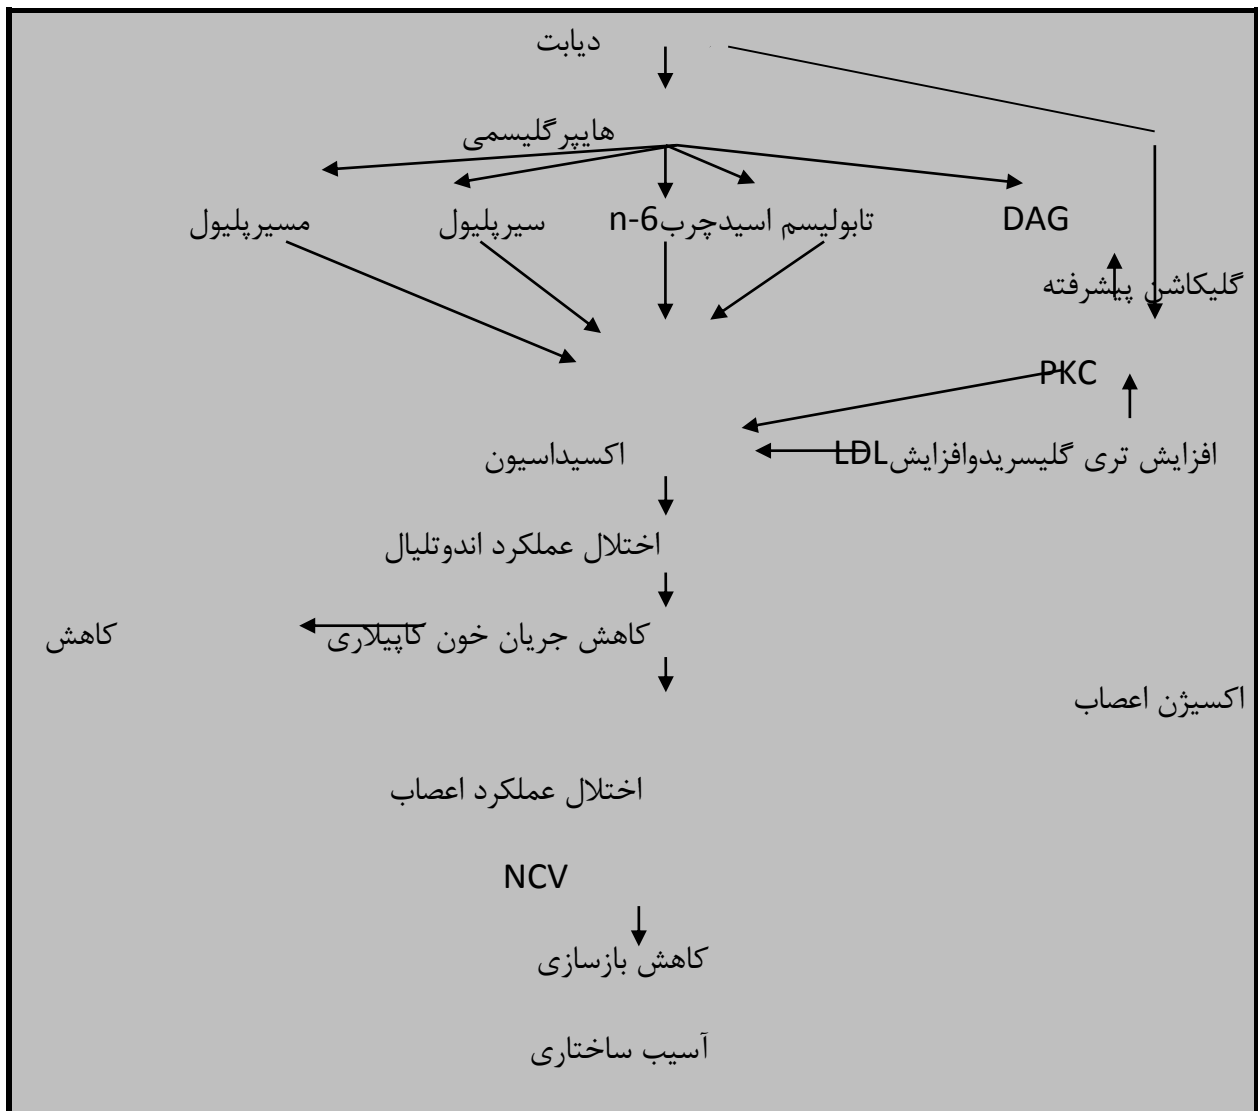 دیابت
هایپرگلیسمی
DAG تابولیسم اسیدچرب n-6 سیرپلیول مسیرپلیول
گلیکاشن پیشرفته
PKC
افزایش تری گلیسریدوافزایشLDL اکسیداسیون
اختلال عملکرد اندوتلیال
کاهش جریان خون کاپیلاری کاهش
اکسیژن اعصاب
اختلال عملکرد اعصاب
NCV
کاهش بازسازی
آسیب ساختاری